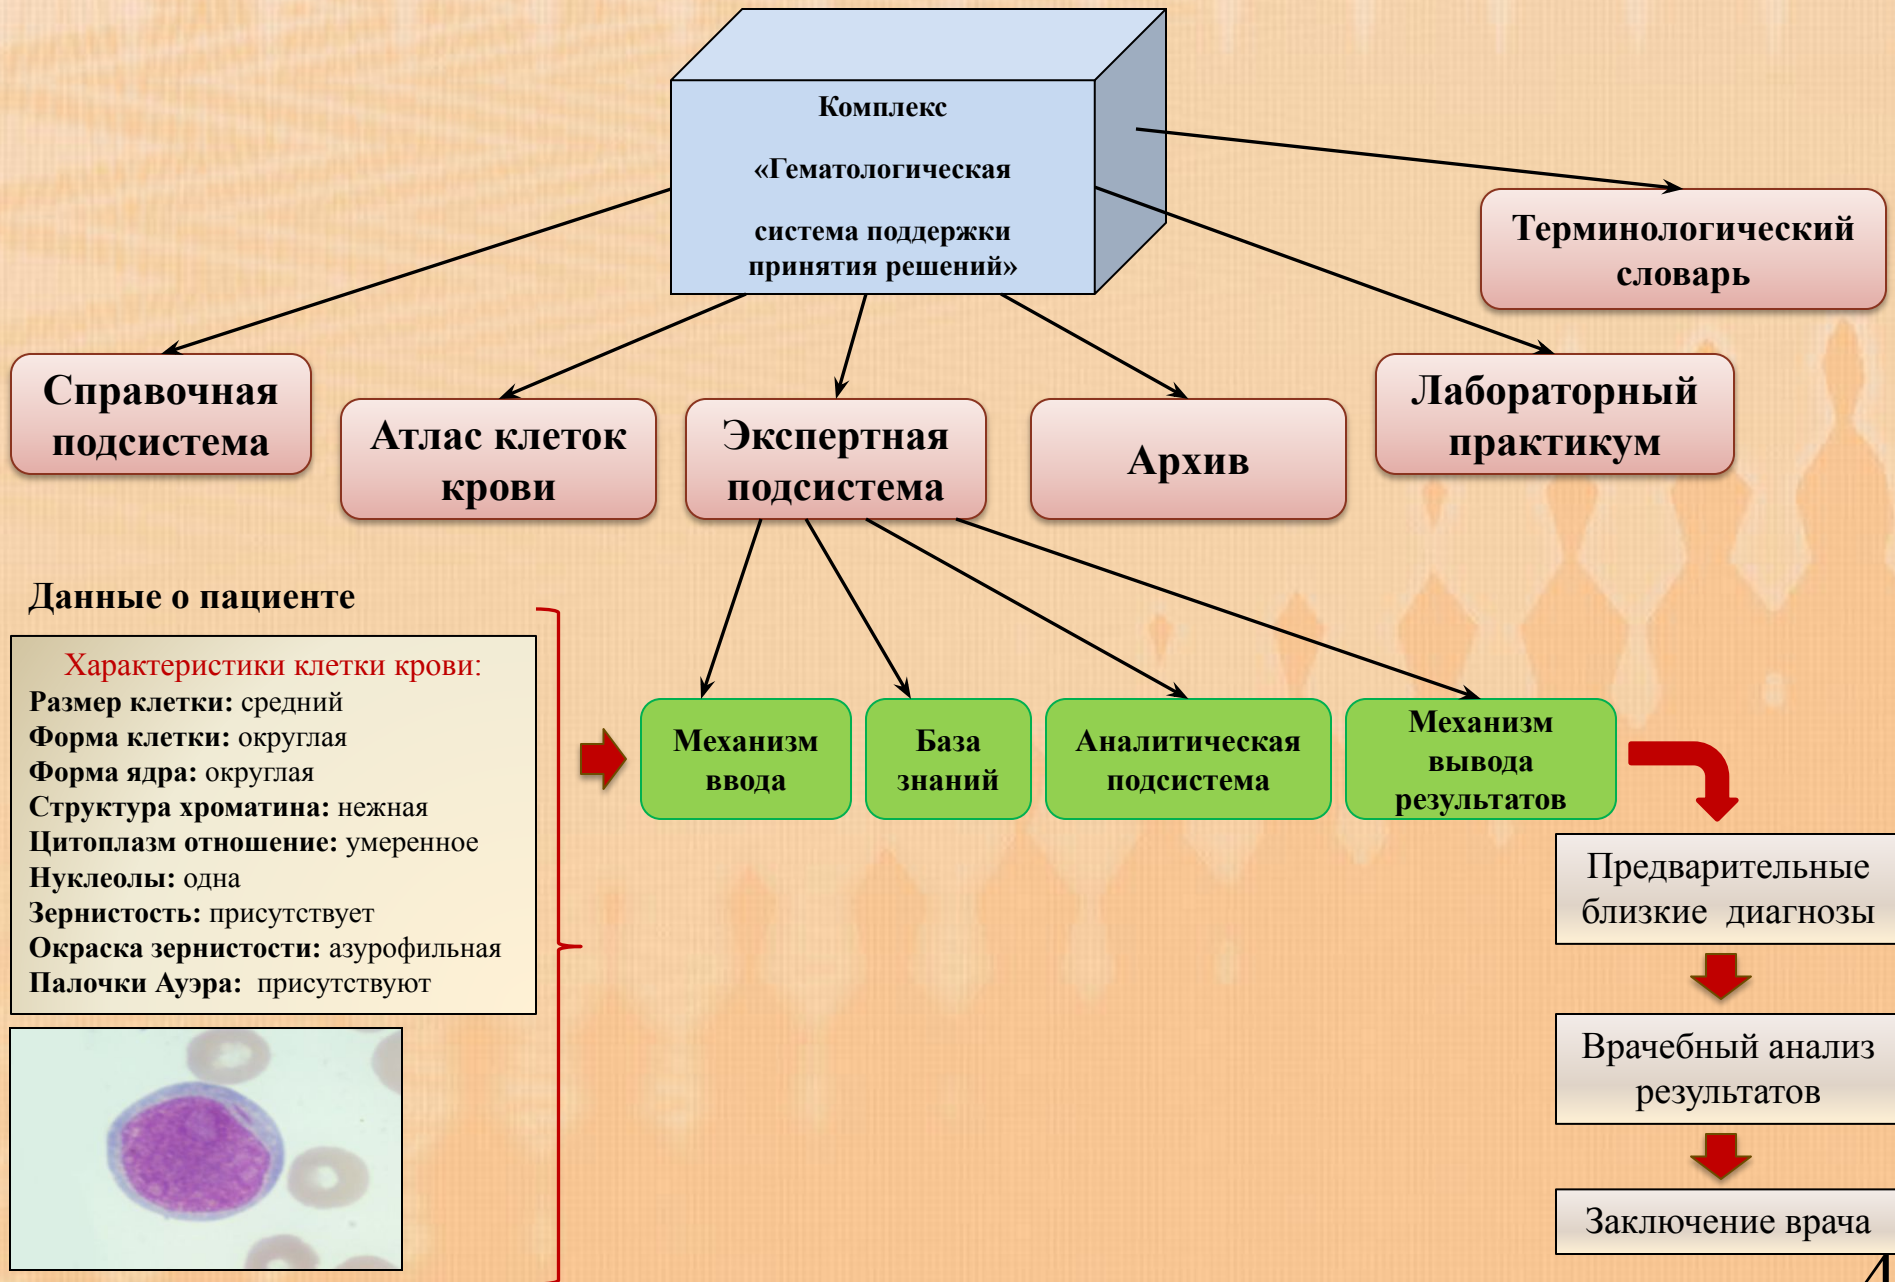 Комплекс
«Гематологическая
система поддержки
принятия решений»
Терминологический
словарь
Справочная
подсистема
Атлас клеток
крови
Экспертная
подсистема
Архив
Лабораторный
практикум
Данные о пациенте
Характеристики клетки крови:
Размер клетки: средний
Форма клетки: округлая
Форма ядра: округлая
Структура хроматина: нежная
Цитоплазм отношение: умеренное
Нуклеолы: одна
Зернистость: присутствует
Окраска зернистости: азурофильная
Палочки Ауэра: присутствуют
Механизм
ввода
База
знаний
Аналитическая
подсистема
Механизм
вывода
результатов
Предварительные
близкие диагнозы
Врачебный анализ
результатов
Заключение врача
4